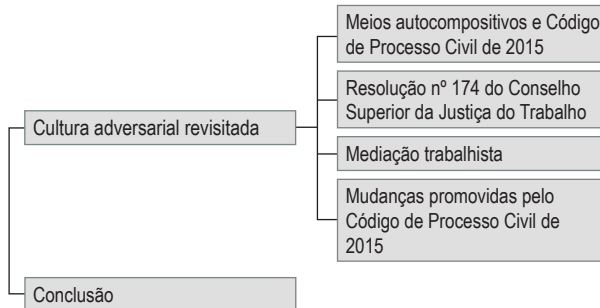 Meios autocompositivos e Código
de Processo Civil de 2015
Resolução nº 174 do Conselho
Superior da Justiça do Trabalho
Cultura adversarial revisitada
Mediação trabalhista
Mudanças promovidas pelo
Código de Processo Civil de
2015
Conclusão